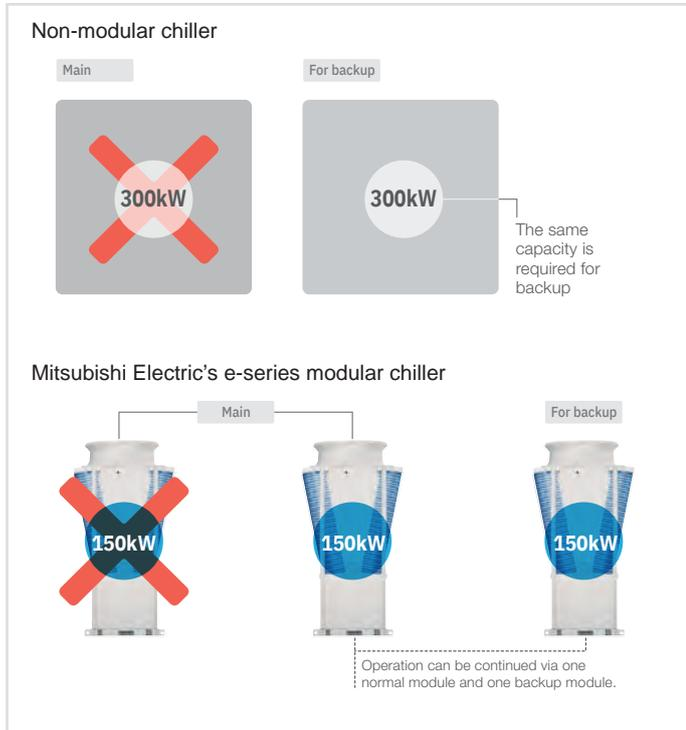 Non-modular chiller
Main
For backup
300kW
300kW
The same
capacity is
required for
backup
Mitsubishi Electric’s e-series modular chiller
Main
For backup
150kW
150kW
150kW
Operation can be continued via one
normal module and one backup module.